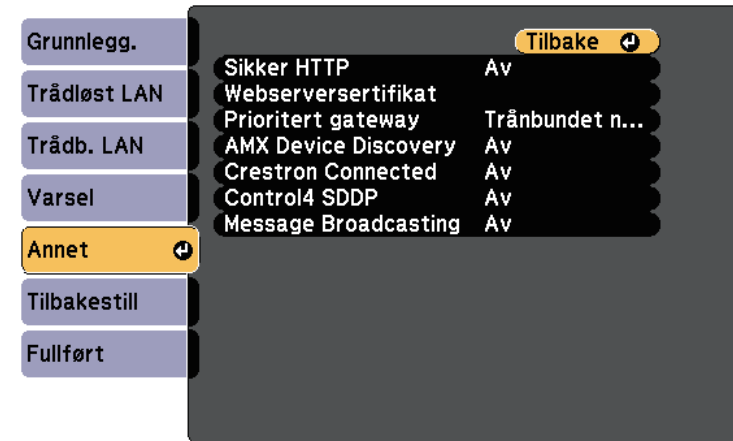 Grunnlegg.
Trådløst LAN
Trådb. LAN
Varsel
Annet
Tilbakestill
Fullført
Tilbake
Sikker HTTP Av
Webserversertifikat
Prioritert gateway Trånbundet n...
AMX Device Discovery Av
Crestron Connected Av
Control4 SDDP Av
Message Broadcasting Av